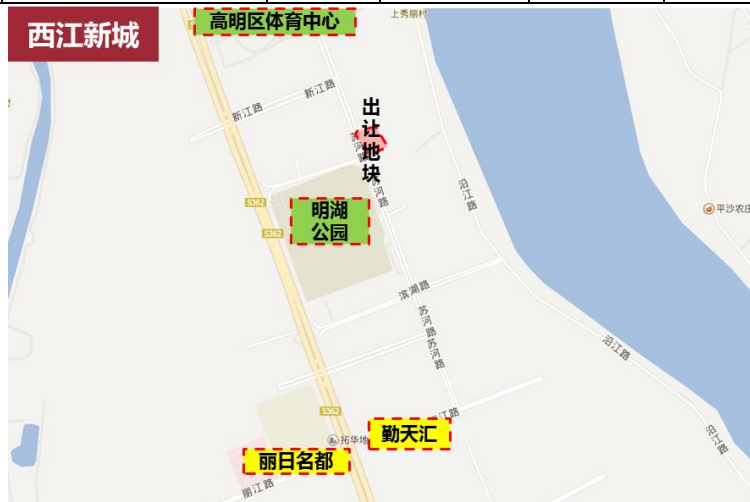 西江新城
高明区体育中心
上秀丽村
新江路
新江路
出让地块
苏河路
苏河路
沿江路
S362
明湖
公园
平沙农庄
S362
滨湖路
苏河路
苏河路
沿江路
S362
江路
勤天汇
拓华地
丽日名都
丽江路